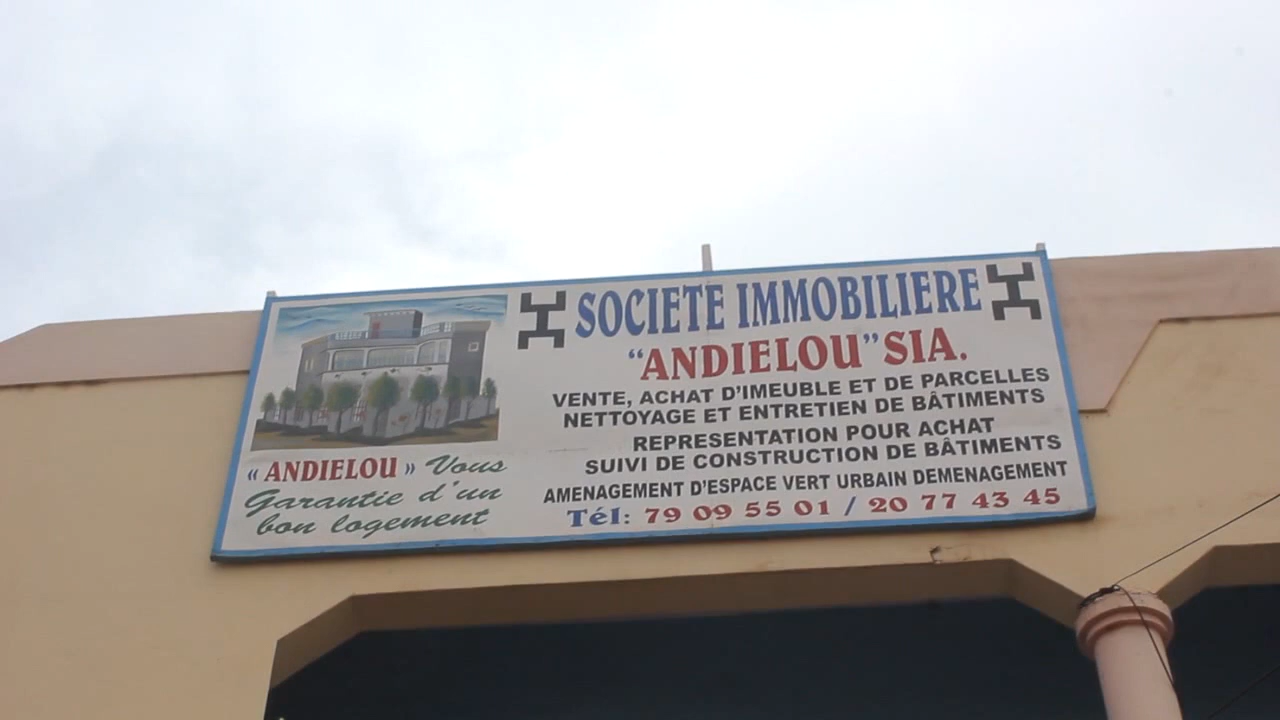 SOCIETE IMMOBILIERE
“ANDIELOU” SIA.
VENTE, ACHAT D'IMEUBLE ET DE PARCELLES
NETTOYAGE ET ENTRETIEN DE BÂTIMENTS
REPRESENTATION POUR ACHAT
SUIVI DE CONSTRUCTION DE BÂTIMENTS
AMENAGEMENT D'ESPACE VERT URBAIN DEMENAGEMENT
Tél: 79 09 55 01 / 20 77 43 45
« ANDIELOU » Vous
Garantie d'un
bon logement